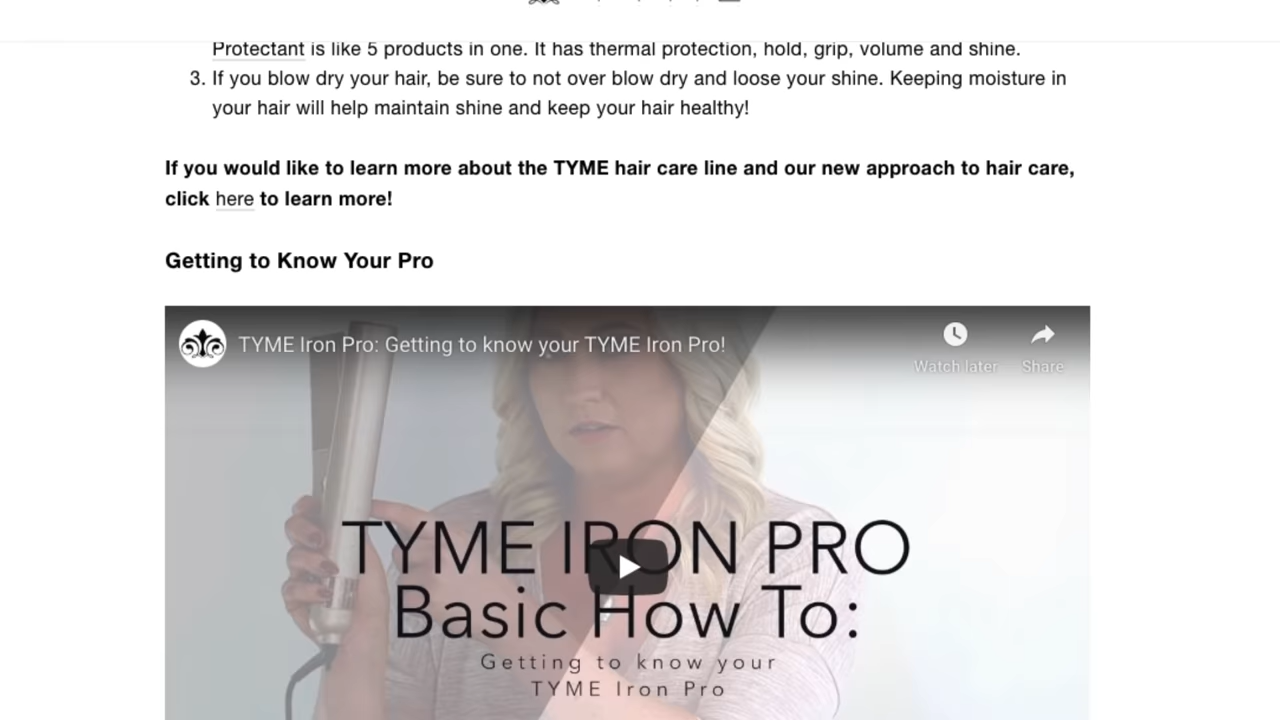 Protectant is like 5 products in one. It has thermal protection, hold, grip, volume and shine.
3. If you blow dry your hair, be sure to not over blow dry and loose your shine. Keeping moisture in
your hair will help maintain shine and keep your hair healthy!
If you would like to learn more about the TYME hair care line and our new approach to hair care,
click here to learn more!
Getting to Know Your Pro
TYME Iron Pro: Getting to know your TYME Iron Pro!
Watch later
Share
TYME IRON PRO
Basic How To:
Getting to know your
TYME Iron Pro